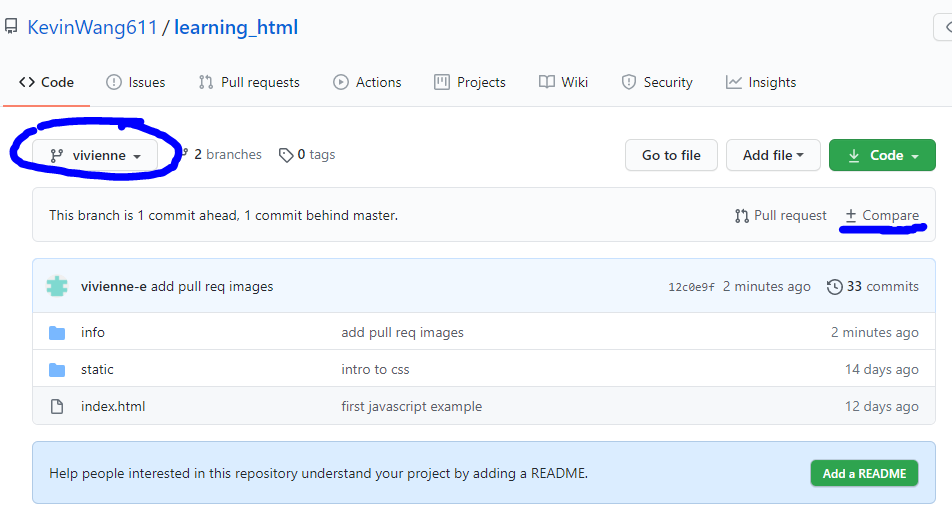 KevinWang611 / learning_html
Code Issues Pull requests Actions Projects Wiki Security Insights
vivienne 2 branches 0 tags Go to file Add file Code
This branch is 1 commit ahead, 1 commit behind master. Pull request Compare
vivienne-e add pull req images 12c0e9f 2 minutes ago 33 commits
info add pull req images 2 minutes ago
static intro to css 14 days ago
index.html first javascript example 12 days ago
Help people interested in this repository understand your project by adding a README. Add a README